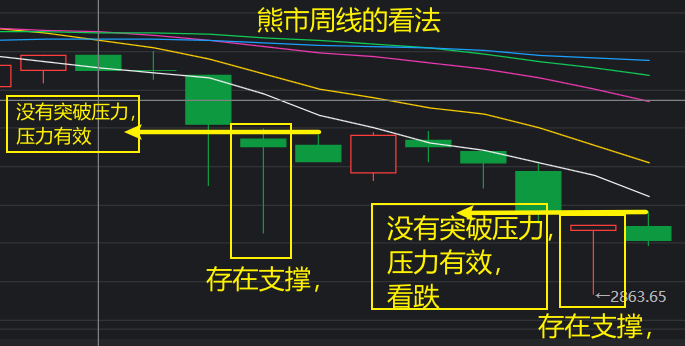 熊市周线的看法
没有突破压力，
压力有效
存在支撑，
没有突破压力，
压力有效，
看跌
←2863.65
存在支撑，